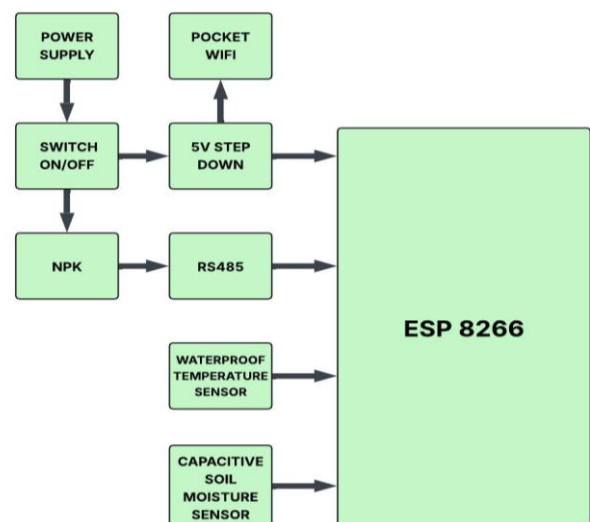 POWER
SUPPLY
POCKET
WIFI
SWITCH
ON/OFF
5V STEP
DOWN
NPK
RS485
ESP 8266
WATERPROOF
TEMPERATURE
SENSOR
CAPACITIVE
SOIL
MOISTURE
SENSOR